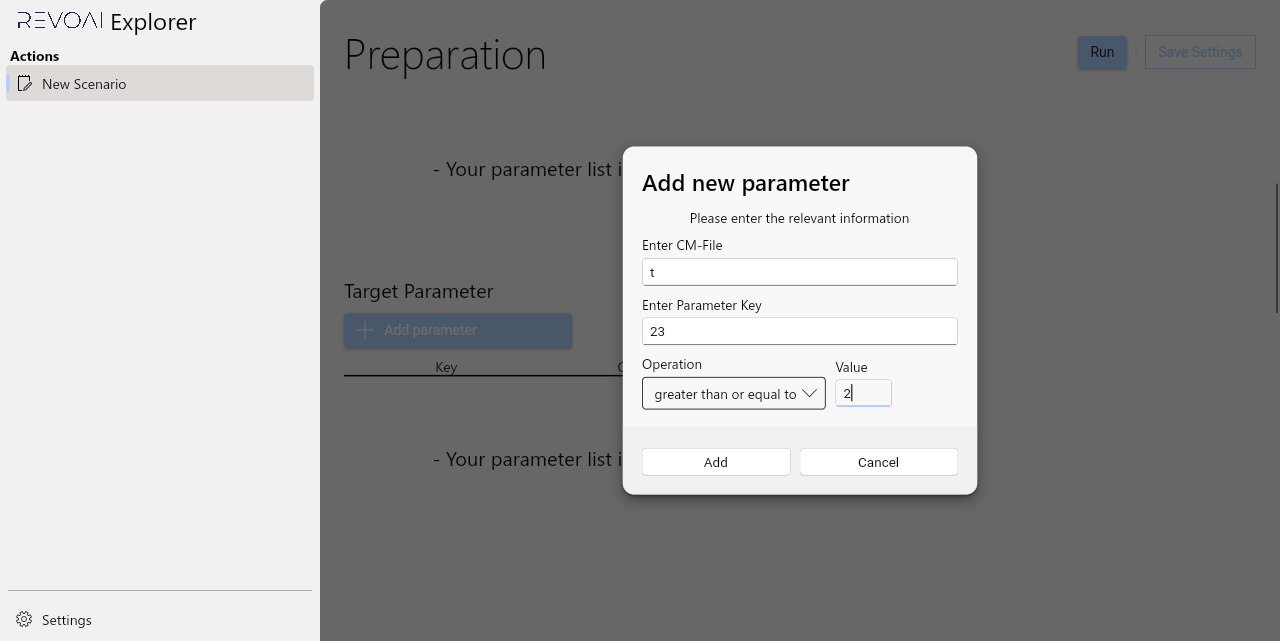 REVOAI Explorer
Actions
New Scenario
Settings
Preparation
Run
Save Settings
- Your parameter list i
Target Parameter
Add parameter
Key
- Your parameter list i
Add new parameter
Please enter the relevant information
Enter CM-File
t
Enter Parameter Key
23
Operation
Value
greater than or equal to
2
Add
Cancel